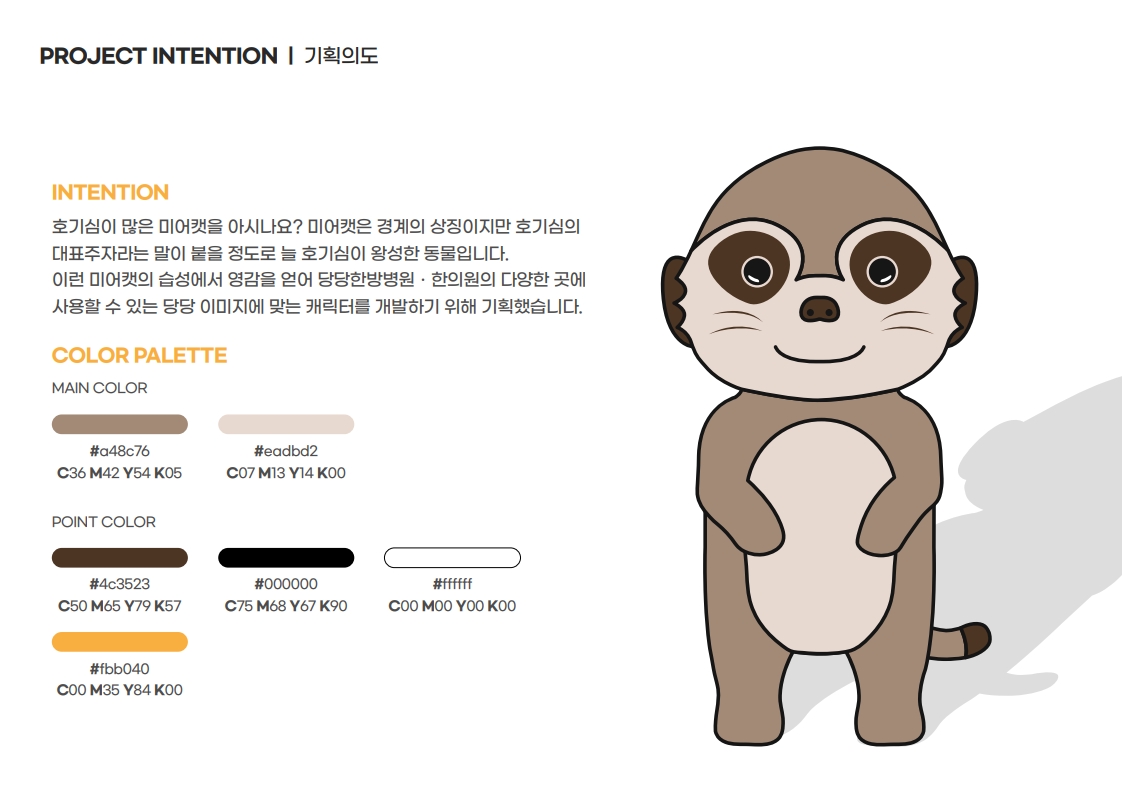 PROJECT INTENTION | 기획의도
INTENTION
호기심이 많은 미어캣을 아시나요? 미어캣은 경계의 상징이지만 호기심의
대표주자라는 말이 붙을 정도로 늘 호기심이 왕성한 동물입니다.
이런 미어캣의 습성에서 영감을 얻어 당당한방병원 · 한의원의 다양한 곳에
사용할 수 있는 당당 이미지에 맞는 캐릭터를 개발하기 위해 기획했습니다.
COLOR PALETTE
MAIN COLOR
#a48c76 #eadbd2
C36 M42 Y54 K05 C07 M13 Y14 K00
POINT COLOR
#4c3523 #000000 #ffffff
C50 M65 Y79 K57 C75 M68 Y67 K90 C00 M00 Y00 K00
#fbb040
C00 M35 Y84 K00